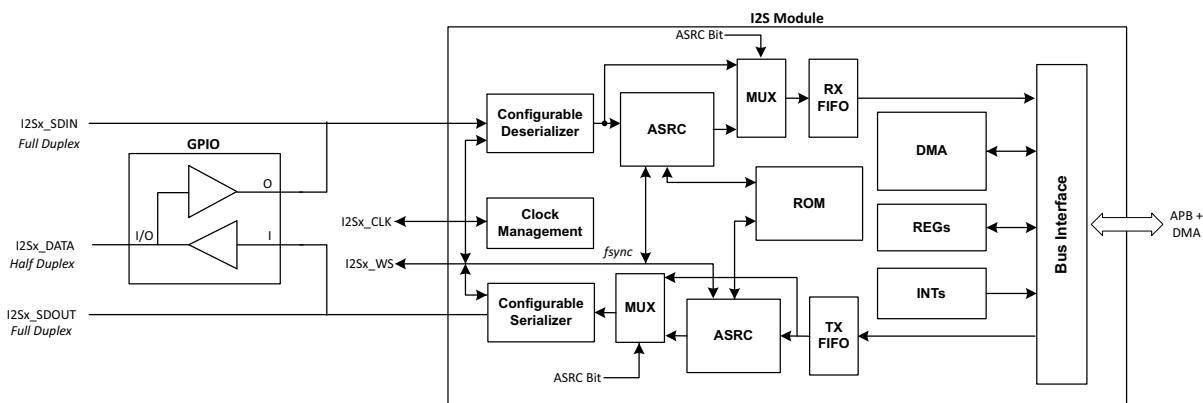 I2S Module
ASRC Bit
I2Sx_SDIN
Full Duplex
GPIO
O
I/O
I
I2Sx_DATA
Half Duplex
I2Sx_SDOUT
Full Duplex
I2Sx_CLK
I2Sx_WS
Configurable
Deserializer
ASRC
MUX
RX
FIFO
DMA
ROM
REGs
INTs
Clock
Management
fsync
Configurable
Serializer
MUX
ASRC
TX
FIFO
ASRC Bit
Bus Interface
APB +
DMA